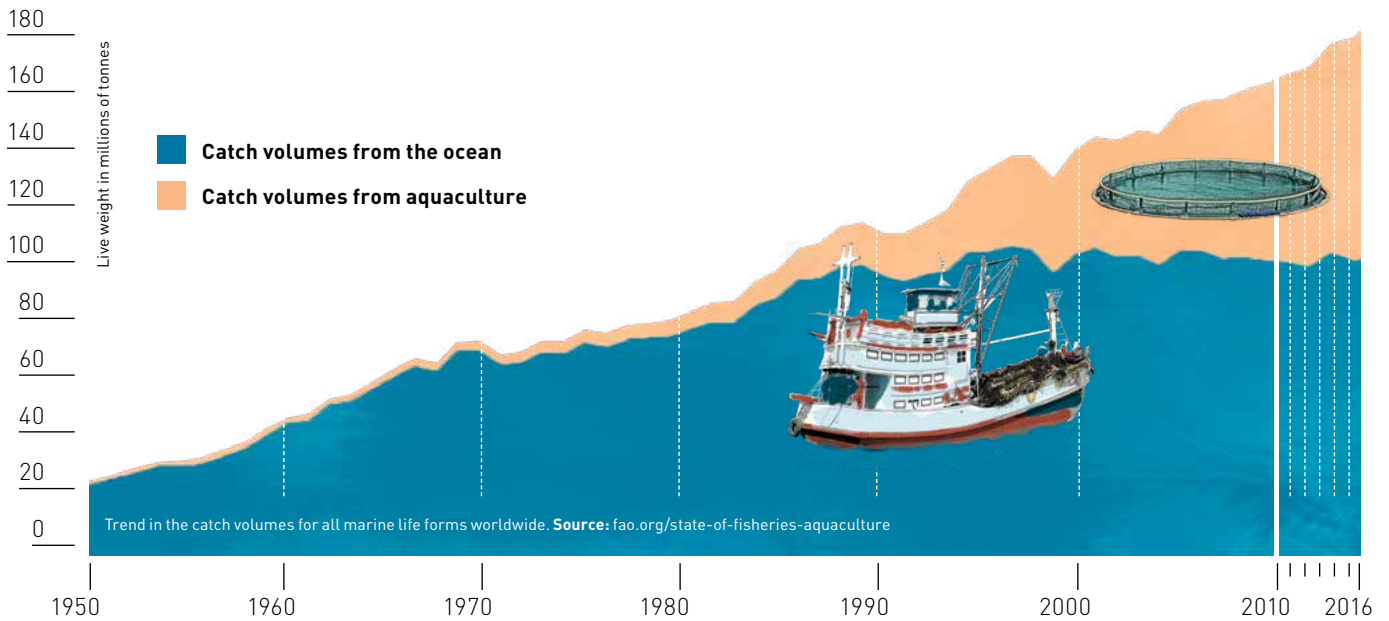 180
160
140
120
100
80
60
40
20
0
Live weight in millions of tonnes
Catch volumes from the ocean
Catch volumes from aquaculture
Trend in the catch volumes for all marine life forms worldwide. Source: fao.org/state-of-fisheries-aquaculture
1950 1960 1970 1980 1990 2000 2010 2016